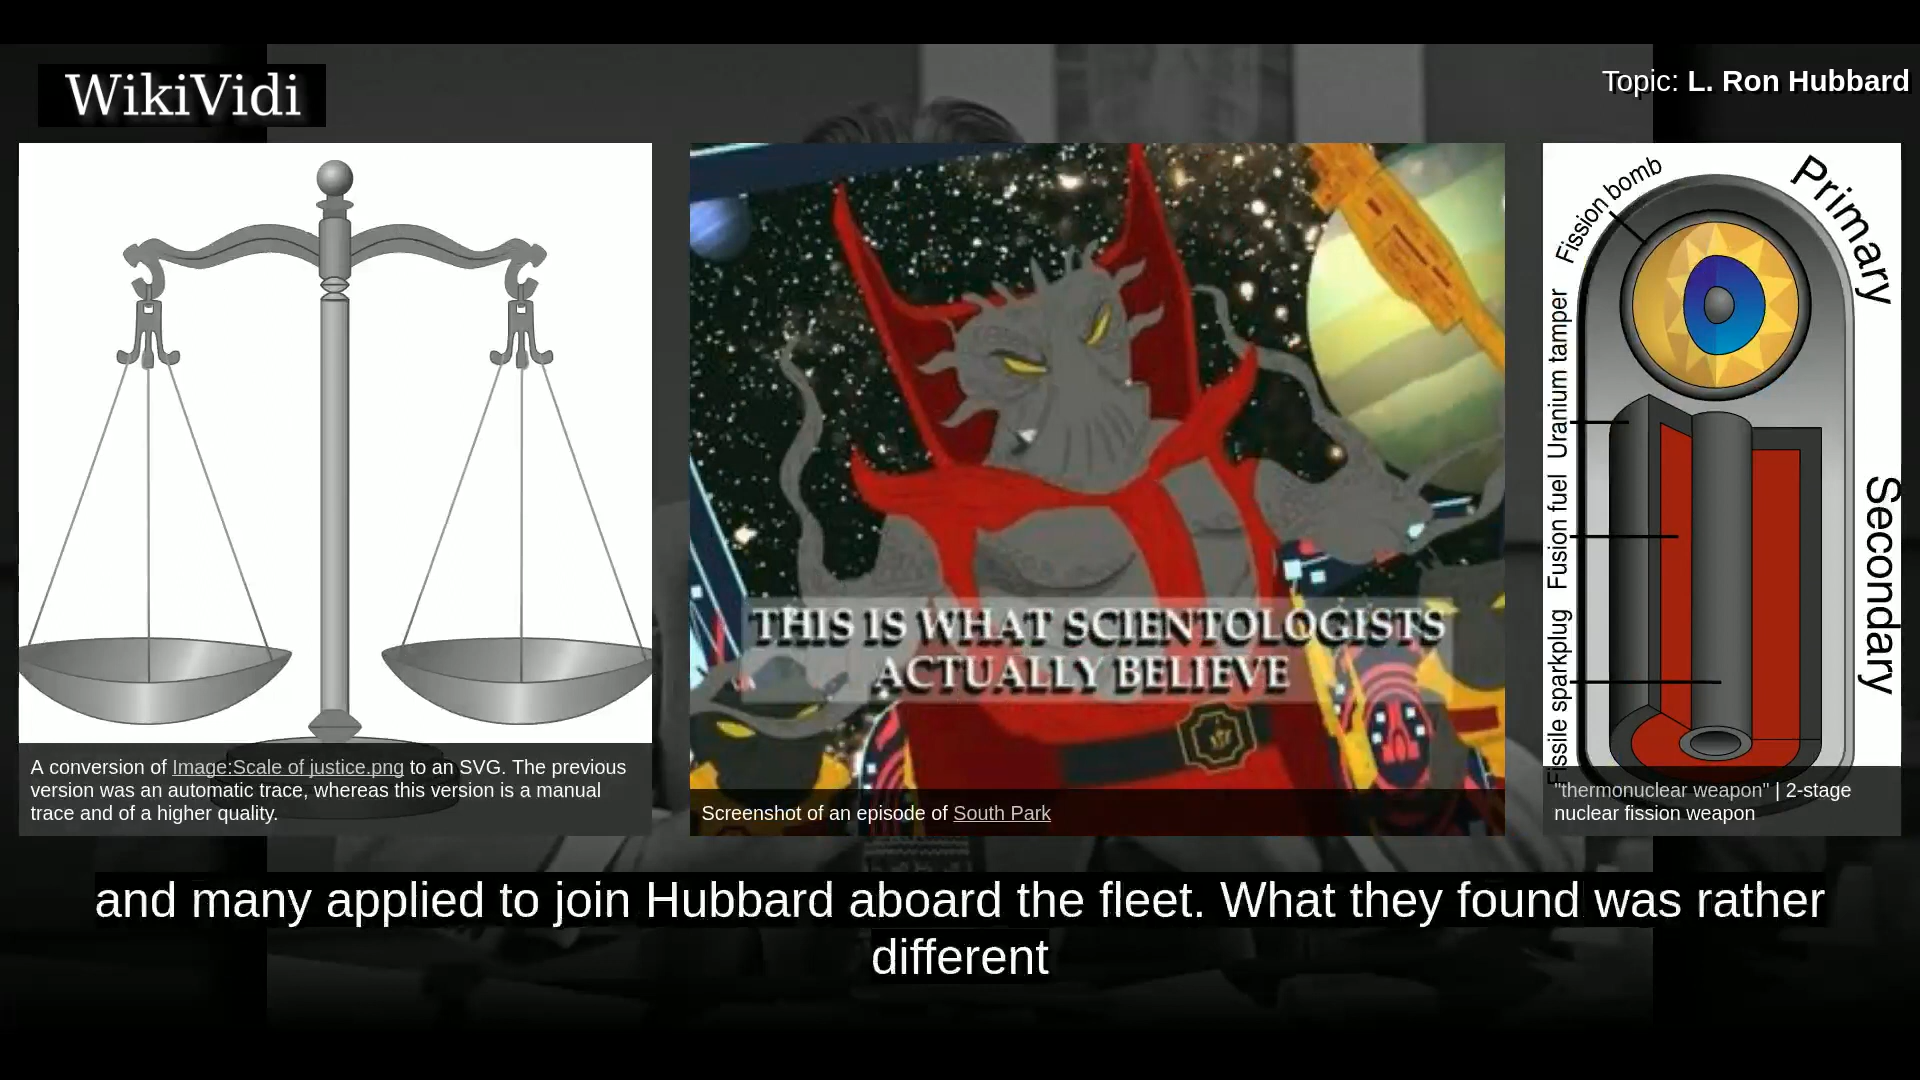 WikiVidi
Topic: L. Ron Hubbard
Fission bomb
Primary
Uranium tamper
Fusion fuel
Fissile sparkplug
Secondary
THIS IS WHAT SCIENTOLOGISTS
ACTUALLY BELIEVE
A conversion of Image:Scale of justice.png to an SVG. The previous
version was an automatic trace, whereas this version is a manual
trace and of a higher quality.
Screenshot of an episode of South Park
"thermonuclear weapon" | 2-stage
nuclear fission weapon
and many applied to join Hubbard aboard the fleet. What they found was rather
different